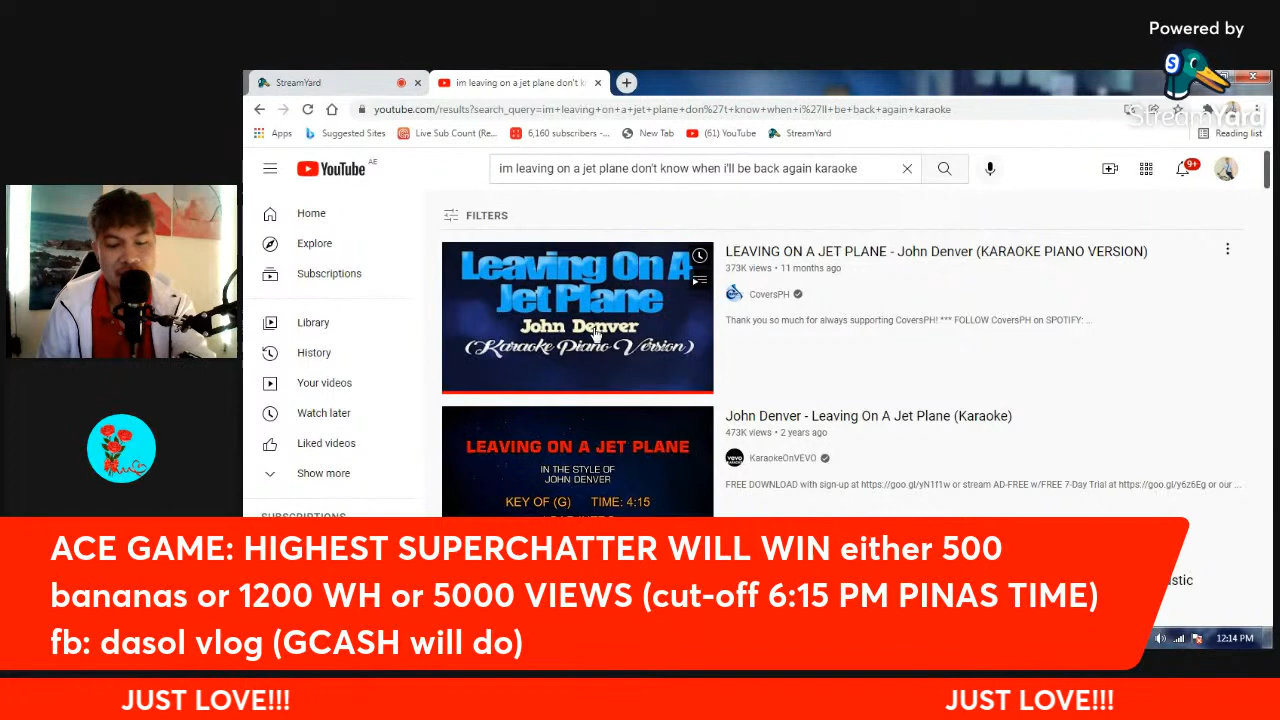 Powered by
StreamYard
StreamYard
im leaving on a jet plane don't k
youtube.com/results?search_query=im+leaving+on+a+jet+plane+don%27t+know+when+i%27ll+be+back+again+karaoke
Apps
Suggested Sites
Live Sub Count (Re...
6,160 subscribers -...
New Tab
(61) YouTube
StreamYard
Reading list
YouTube AE
im leaving on a jet plane don't know when i'll be back again karaoke
9+
Home
Explore
Subscriptions
Library
History
Your videos
Watch later
Liked videos
Show more
SUBSCRIPTIONS
FILTERS
Leaving On A
Jet Plane
John Denver
(Karaoke Piano Version)
LEAVING ON A JET PLANE - John Denver (KARAOKE PIANO VERSION)
373K views • 11 months ago
CoversPH
Thank you so much for always supporting CoversPH! *** FOLLOW CoversPH on SPOTIFY: ...
LEAVING ON A JET PLANE
IN THE STYLE OF
JOHN DENVER
KEY OF (G) TIME: 4:15
John Denver - Leaving On A Jet Plane (Karaoke)
473K views • 2 years ago
vevo
KaraokeOnVEVO
FREE DOWNLOAD with sign-up at https://goo.gl/yN1f1w or stream AD-FREE w/FREE 7-Day Trial at https://goo.gl/y6z6Eg or our ...
12:14 PM
ACE GAME: HIGHEST SUPERCHATTER WILL WIN either 500
bananas or 1200 WH or 5000 VIEWS (cut-off 6:15 PM PINAS TIME)
fb: dasol vlog (GCASH will do)
JUST LOVE!!!
JUST LOVE!!!